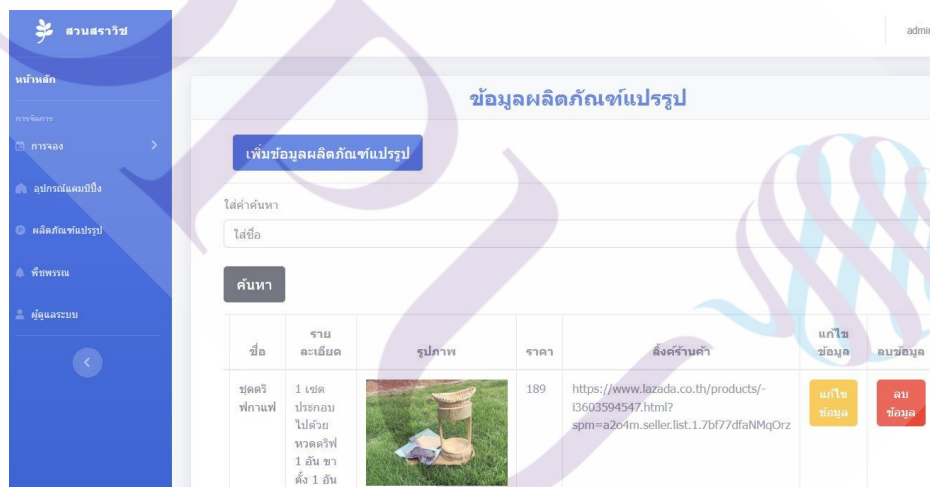 สวนสราวิช
admin
หน้าหลัก
การจัดการ
การจอง
อุปกรณ์แคมป์ปิ้ง
ผลิตภัณฑ์แปรรูป
พืชพรรณ
ผู้ดูแลระบบ
ข้อมูลผลิตภัณฑ์แปรรูป
เพิ่มข้อมูลผลิตภัณฑ์แปรรูป
ใส่คำค้นหา
ใส่ชื่อ
ค้นหา
ชื่อ
ราย
ละเอียด
รูปภาพ
ราคา
ลิ้งค์ร้านค้า
แก้ไข
ข้อมูล
ลบข้อมูล
ชุดดริ
ฟกาแฟ
1 เซต
ประกอบ
ไปด้วย
หวดดริฟ
1 อัน ขา
ตั้ง 1 อัน
189
https://www.lazada.co.th/products/-
i3603594547.html?
spm=a2o4m.seller.list.1.7bf77dfaNMqOrz
แก้ไข
ข้อมูล
ลบ
ข้อมูล